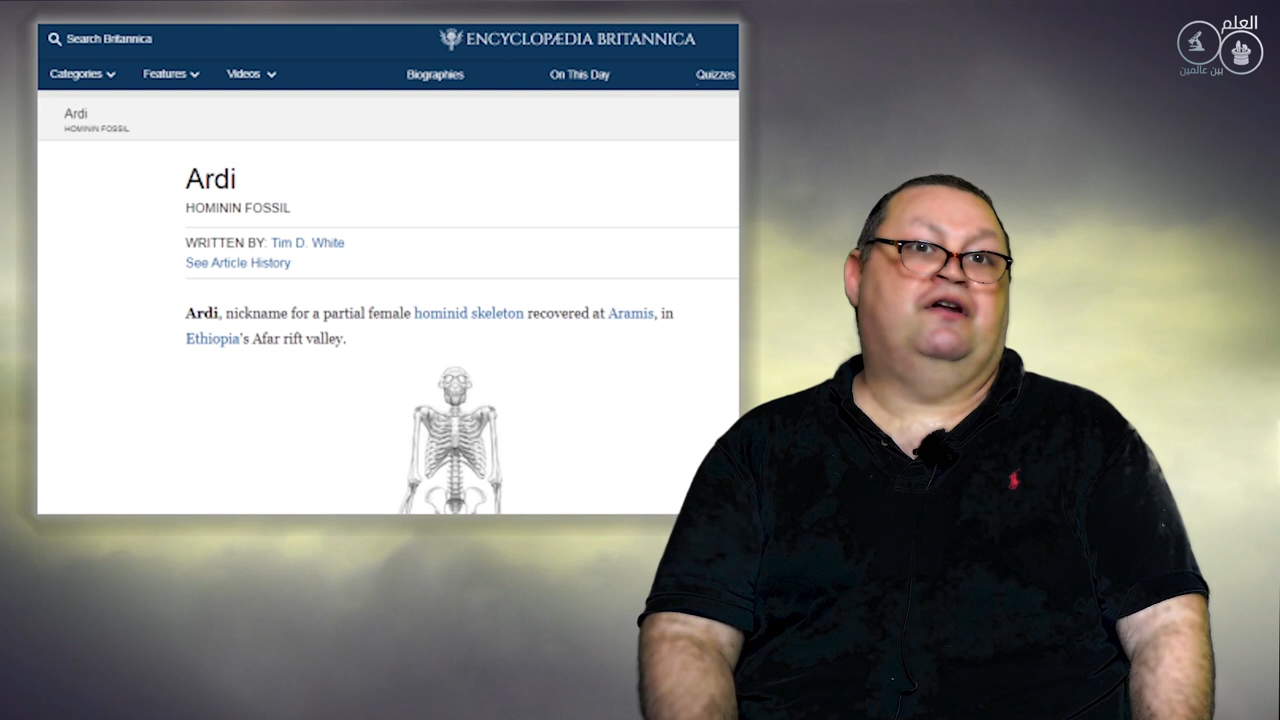 Search Britannica
ENCYCLOPÆDIA BRITANNICA
Categories
Features
Videos
Biographies
On This Day
Quizzes
Ardi
HOMININ FOSSIL
Ardi
HOMININ FOSSIL
WRITTEN BY: Tim D. White
See Article History
Ardi, nickname for a partial female hominid skeleton recovered at Aramis, in
Ethiopia's Afar rift valley.
العلم
بين عالمين